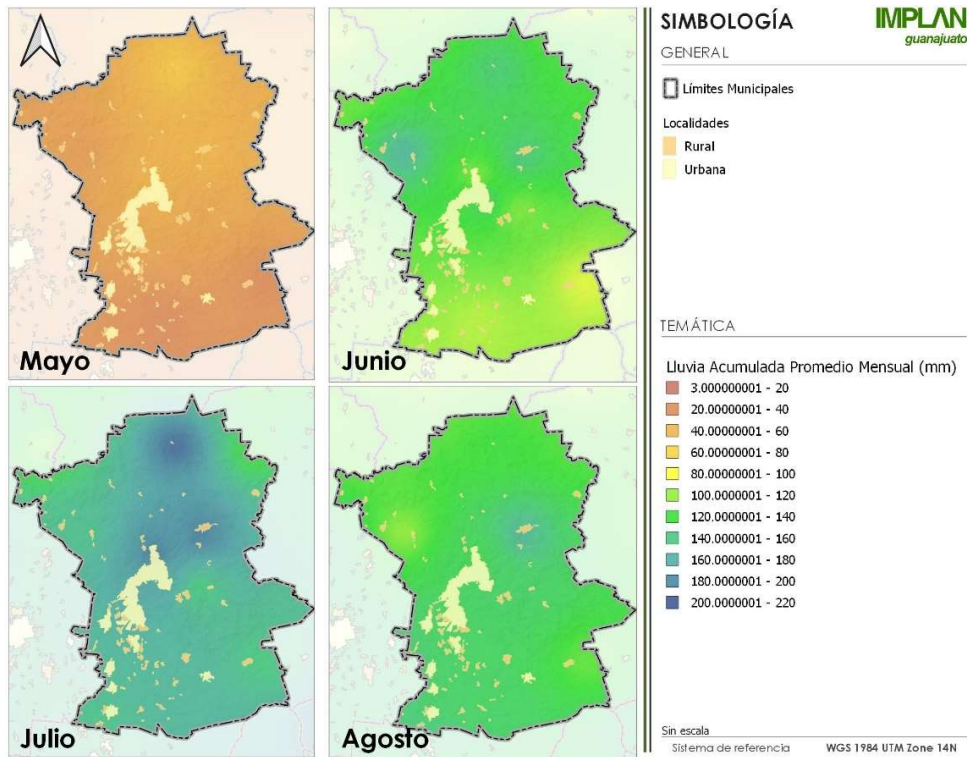 Mayo
Junio
Julio
Agosto
SIMBOLOGÍA
IMPLAN
guanajuato
GENERAL
Límites Municipales
Localidades
Rural
Urbana
TEMÁTICA
Lluvia Acumulada Promedio Mensual (mm)
3.000000001 - 20
20.00000001 - 40
40.00000001 - 60
60.00000001 - 80
80.00000001 - 100
100.0000001 - 120
120.0000001 - 140
140.0000001 - 160
160.0000001 - 180
180.0000001 - 200
200.0000001 - 220
Sin escala
Sistema de referencia WGS 1984 UTM Zone 14N